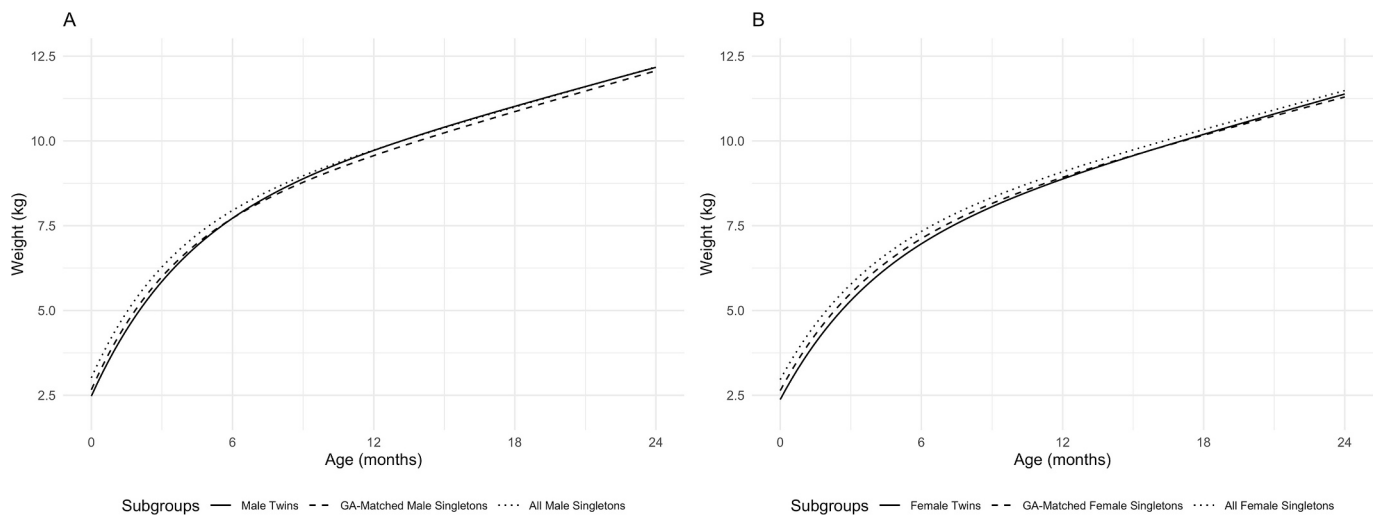 A
12.5
10.0
7.5
5.0
2.5
Weight (kg)
0 6 12 18 24
Age (months)
Subgroups Male Twins GA-Matched Male Singletons All Male Singletons
B
12.5
10.0
7.5
5.0
2.5
Weight (kg)
0 6 12 18 24
Age (months)
Subgroups Female Twins GA-Matched Female Singletons All Female Singletons